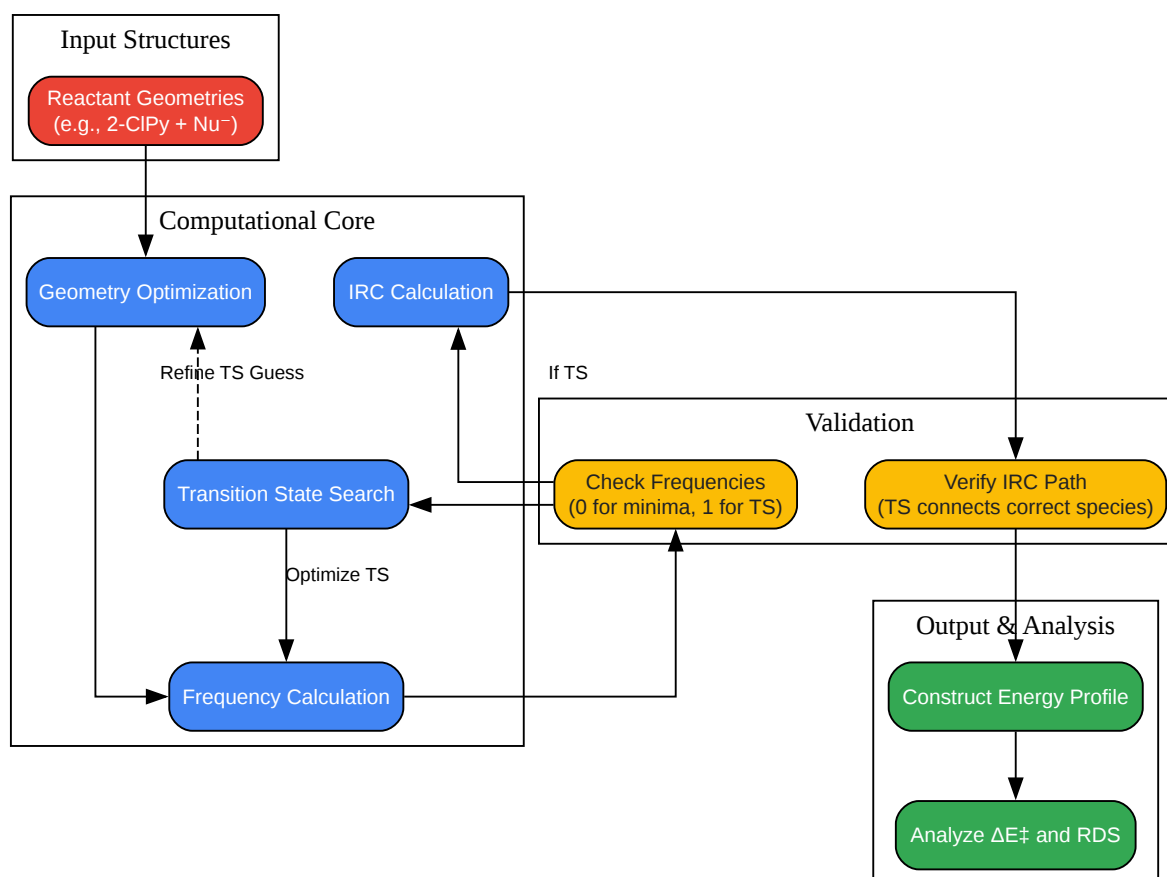 Input Structures
Reactant Geometries
(e.g., 2-ClPy + Nu⁻)
Computational Core
Geometry Optimization
IRC Calculation
Refine TS Guess
If TS
Validation
Transition State Search
Check Frequencies
(0 for minima, 1 for TS)
Verify IRC Path
(TS connects correct species)
Optimize TS
Output & Analysis
Frequency Calculation
Construct Energy Profile
Analyze ΔE‡ and RDS